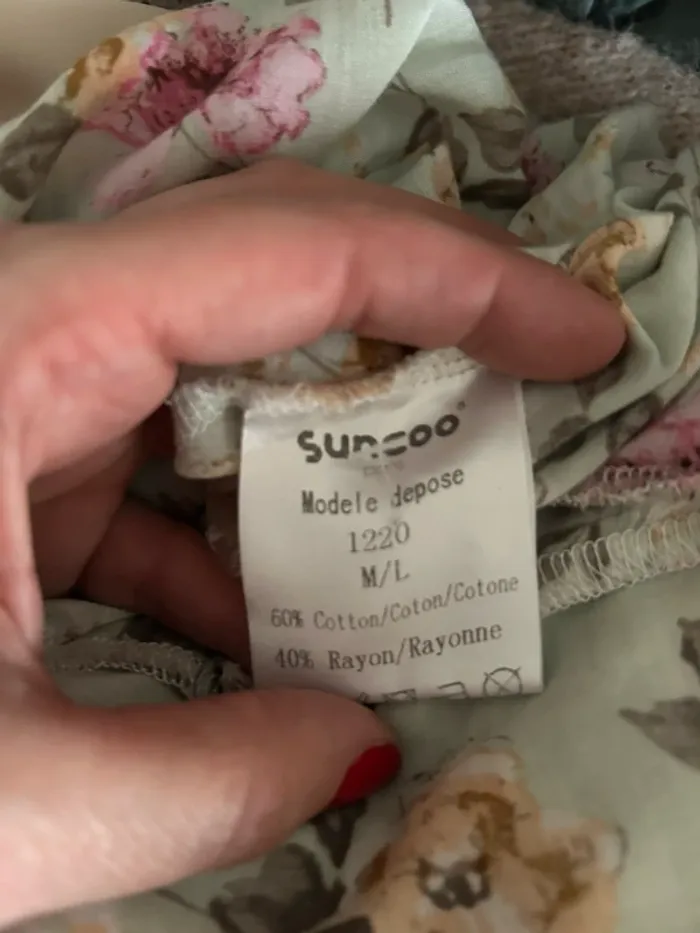 Suncoo
Modele depose
1220
M/L
60% Cotton/Coton/Cotone
40% Rayon/Rayonne